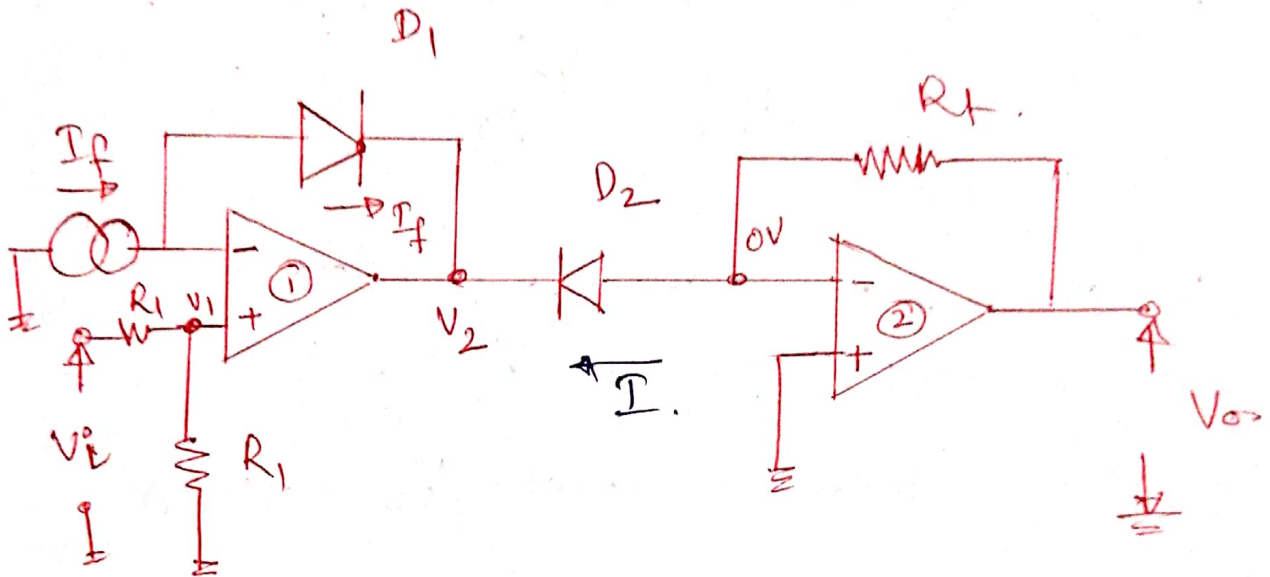 D1
If
Rf.
If
D2
0V
-
①
+
R1
V1
V2
-
②
+
I.
Vi
R1
Vo